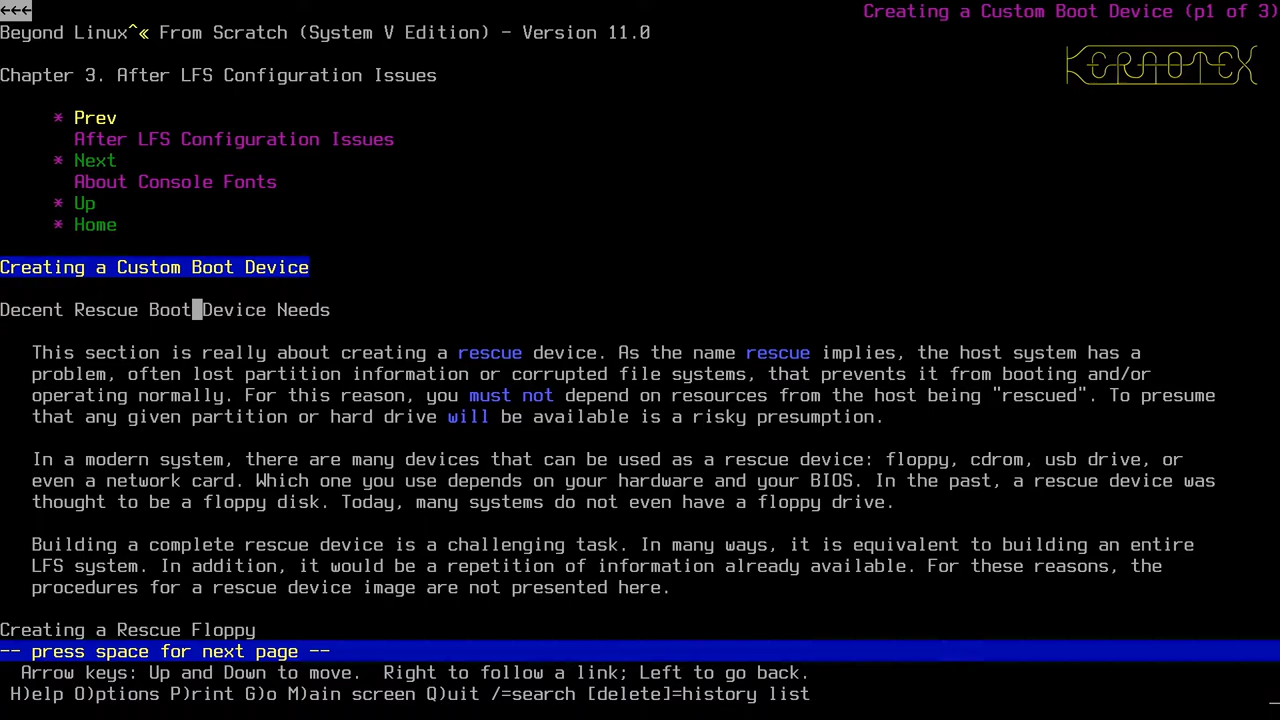 ←←← Creating a Custom Boot Device (p1 of 3)
Beyond Linux^« From Scratch (System V Edition) - Version 11.0
KERAOTEX
Chapter 3. After LFS Configuration Issues
* Prev
After LFS Configuration Issues
* Next
About Console Fonts
* Up
* Home
Creating a Custom Boot Device
Decent Rescue Boot Device Needs
This section is really about creating a rescue device. As the name rescue implies, the host system has a
problem, often lost partition information or corrupted file systems, that prevents it from booting and/or
operating normally. For this reason, you must not depend on resources from the host being "rescued". To presume
that any given partition or hard drive will be available is a risky presumption.
In a modern system, there are many devices that can be used as a rescue device: floppy, cdrom, usb drive, or
even a network card. Which one you use depends on your hardware and your BIOS. In the past, a rescue device was
thought to be a floppy disk. Today, many systems do not even have a floppy drive.
Building a complete rescue device is a challenging task. In many ways, it is equivalent to building an entire
LFS system. In addition, it would be a repetition of information already available. For these reasons, the
procedures for a rescue device image are not presented here.
Creating a Rescue Floppy
-- press space for next page --
Arrow keys: Up and Down to move. Right to follow a link; Left to go back.
H)elp O)ptions P)rint G)o M)ain screen Q)uit /=search [delete]=history list